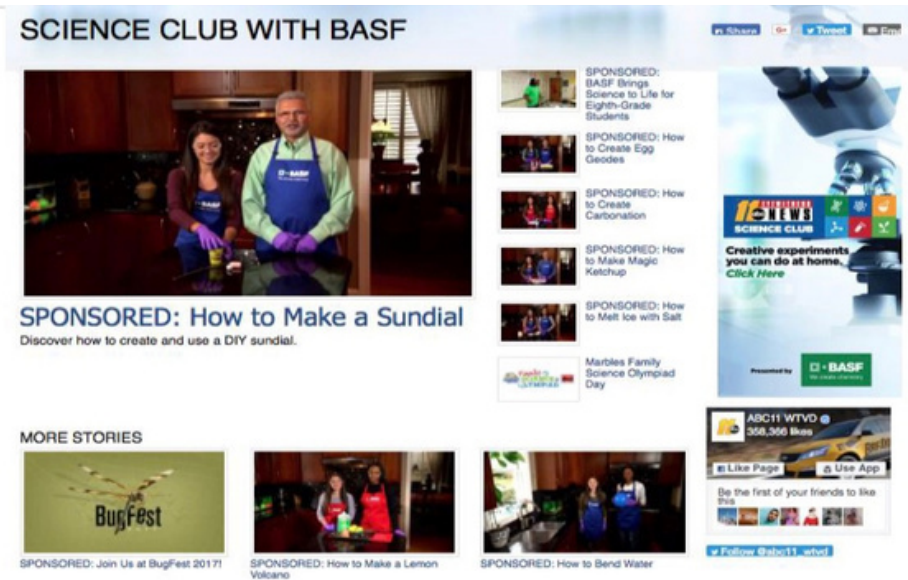 SCIENCE CLUB WITH BASF
Share
G+
Tweet
BASF
SPONSORED: How to Make a Sundial
Discover how to create and use a DIY sundial.
SPONSORED:
BASF Brings
Science to Life for
Eighth-Grade
Students
SPONSORED: How
to Create Egg
Geodes
SPONSORED: How
to Create
Carbonation
SPONSORED: How
to Make Magic
Ketchup
SPONSORED: How
to Melt Ice with Salt
Marbles Family
Science Olympiad
Day
11 abc EYEWITNESS
NEWS
SCIENCE CLUB
Creative experiments
you can do at home.
Click Here
Presented by
BASF
We create chemistry
ABC11 WTVD
358,366 likes
Like Page
Use App
Be the first of your friends to like
this
Follow @abc11_wtvd
MORE STORIES
BugFest
SPONSORED: Join Us at BugFest 2017!
SPONSORED: How to Make a Lemon
Volcano
SPONSORED: How to Bend Water